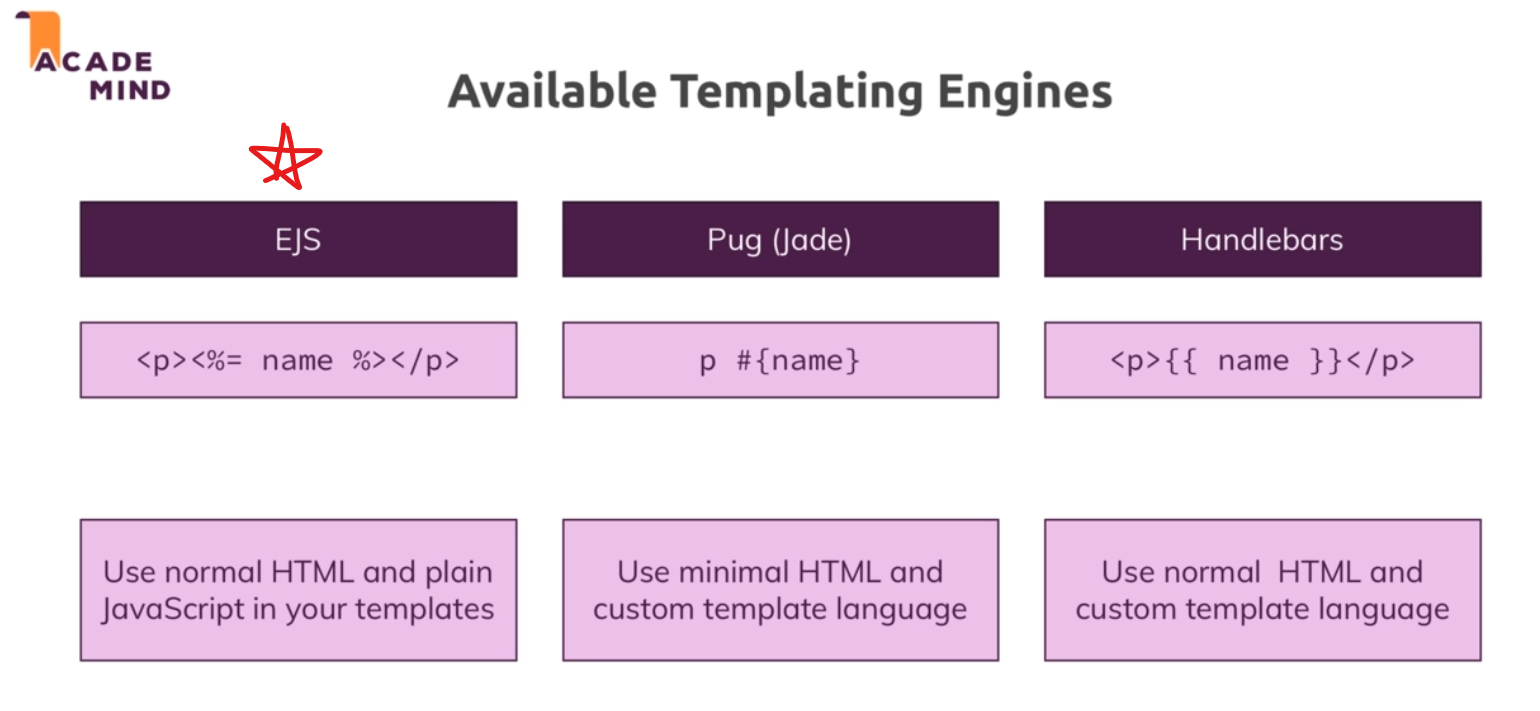 ACADE
MIND
Available Templating Engines
EJS
Pug (Jade)
Handlebars
<p><%= name %></p>
p #{name}
<p>{{ name }}</p>
Use normal HTML and plain
JavaScript in your templates
Use minimal HTML and
custom template language
Use normal HTML and
custom template language